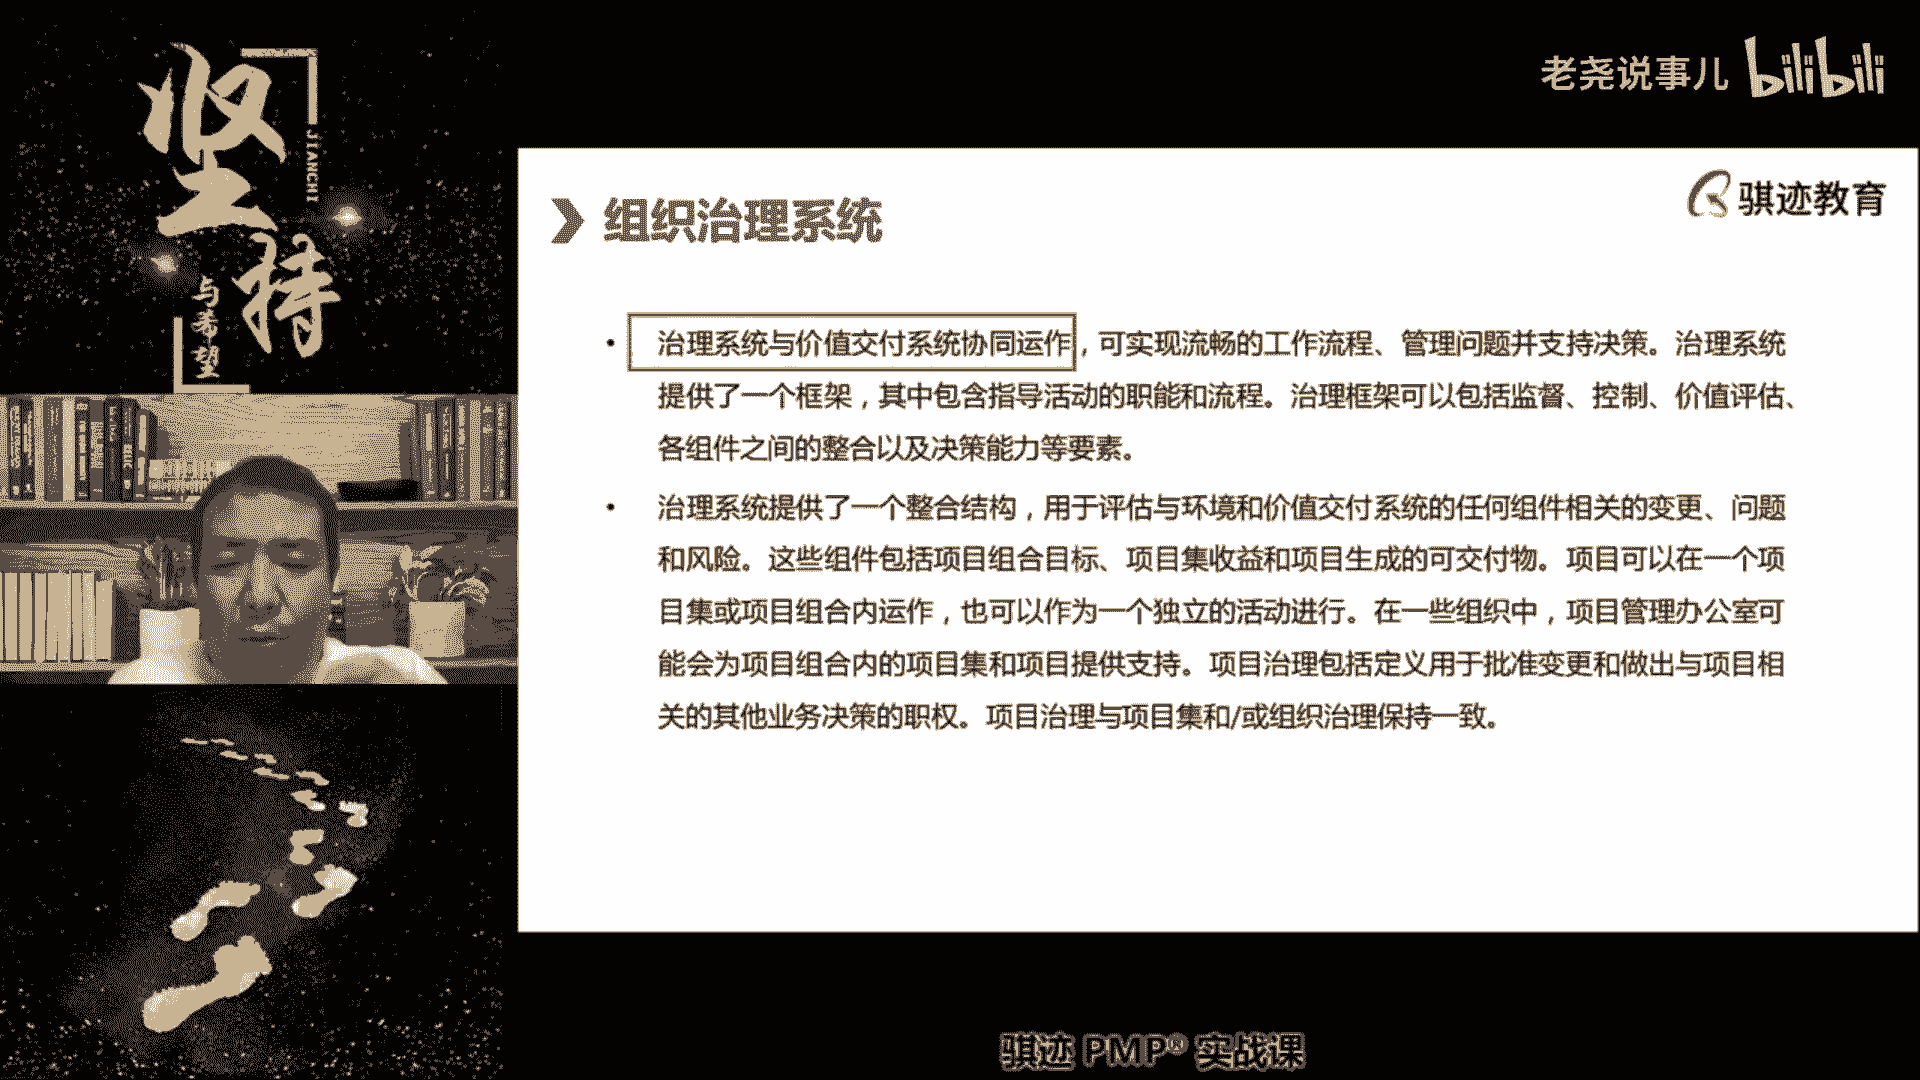 坚持
JIANCHI
与希望
老尧说事儿 bilibili
骐迹教育
组织治理系统
• 治理系统与价值交付系统协同运作，可实现流畅的工作流程、管理问题并支持决策。治理系统
提供了一个框架，其中包含指导活动的职能和流程。治理框架可以包括监督、控制、价值评估、
各组件之间的整合以及决策能力等要素。
• 治理系统提供了一个整合结构，用于评估与环境和价值交付系统的任何组件相关的变更、问题
和风险。这些组件包括项目组合目标、项目集收益和项目生成的可交付物。项目可以在一个项
目集或项目组合内运作，也可以作为一个独立的活动进行。在一些组织中，项目管理办公室可
能会为项目组合内的项目集和项目提供支持。项目治理包括定义用于批准变更和做出与项目相
关的其他业务决策的职权。项目治理与项目集和/或组织治理保持一致。
骐迹 PMP® 实战课